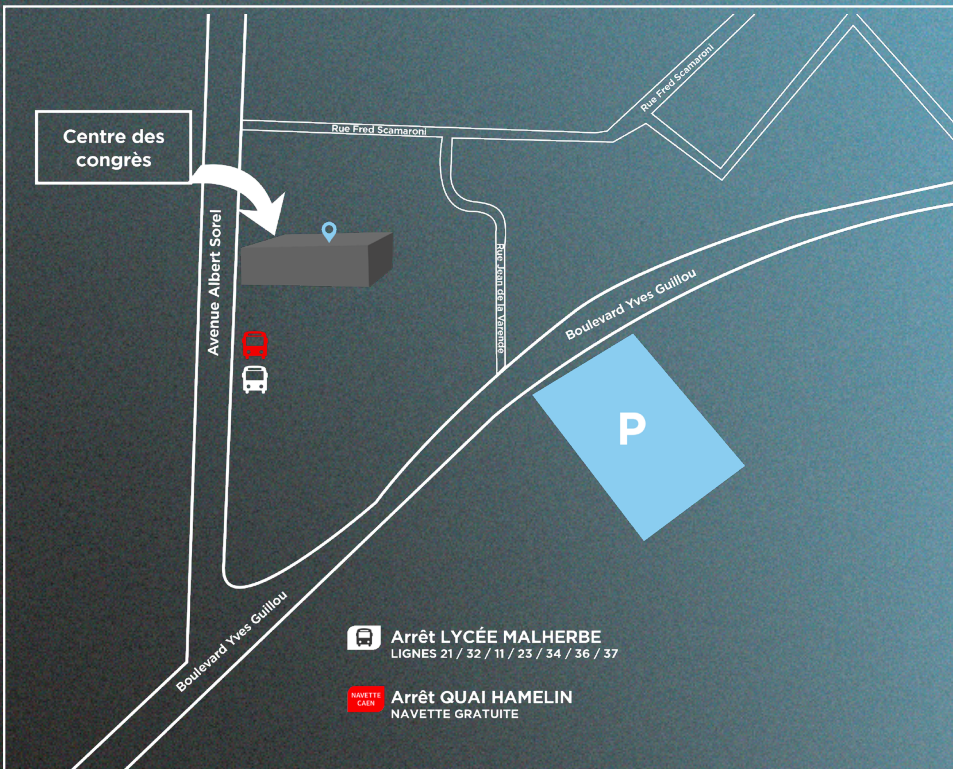 Rue Fred Scamaroni
Rue Fred Scamaroni
Centre des
congrès
Avenue Albert Sorel
Rue Jean de la Varende
Boulevard Yves Guillou
P
Boulevard Yves Guillou
Arrêt LYCÉE MALHERBE
LIGNES 21 / 32 / 11 / 23 / 34 / 36 / 37
NAVETTE
CAEN
Arrêt QUAI HAMELIN
NAVETTE GRATUITE